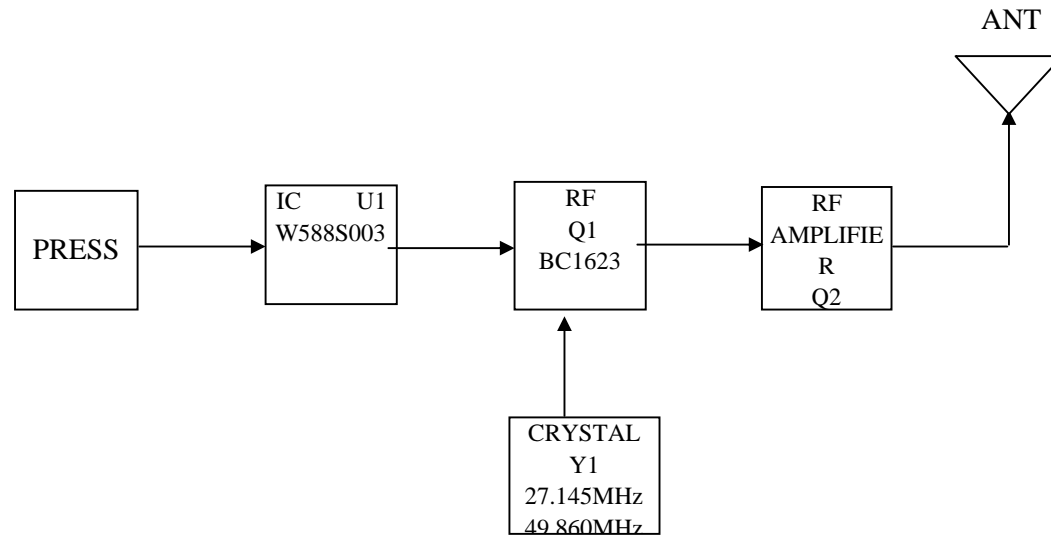 ANT
PRESS
IC U1
W588S003
RF
Q1
BC1623
RF
AMPLIFIE
R
Q2
CRYSTAL
Y1
27.145MHz
49.860MHz